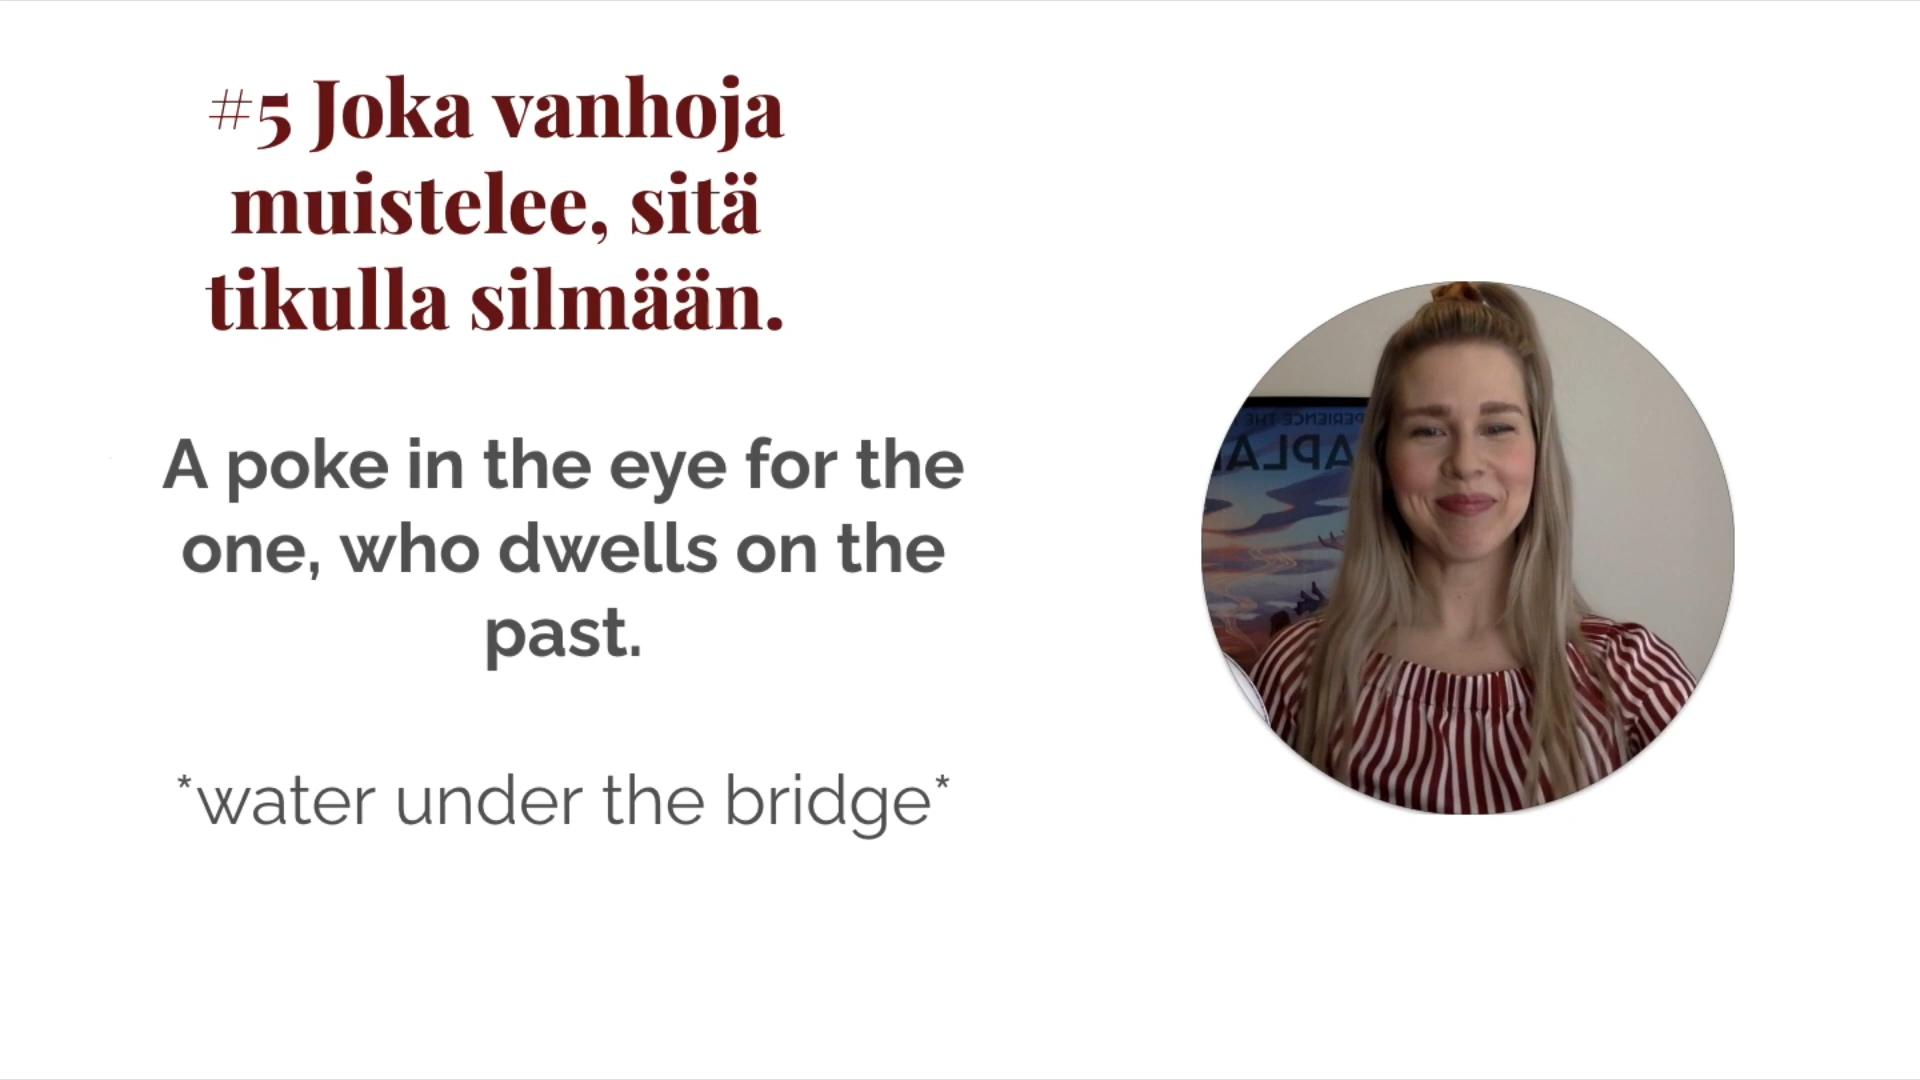 #5 Joka vanhoja
muistelee, sitä
tikulla silmään.
A poke in the eye for the
one, who dwells on the
past.
*water under the bridge*